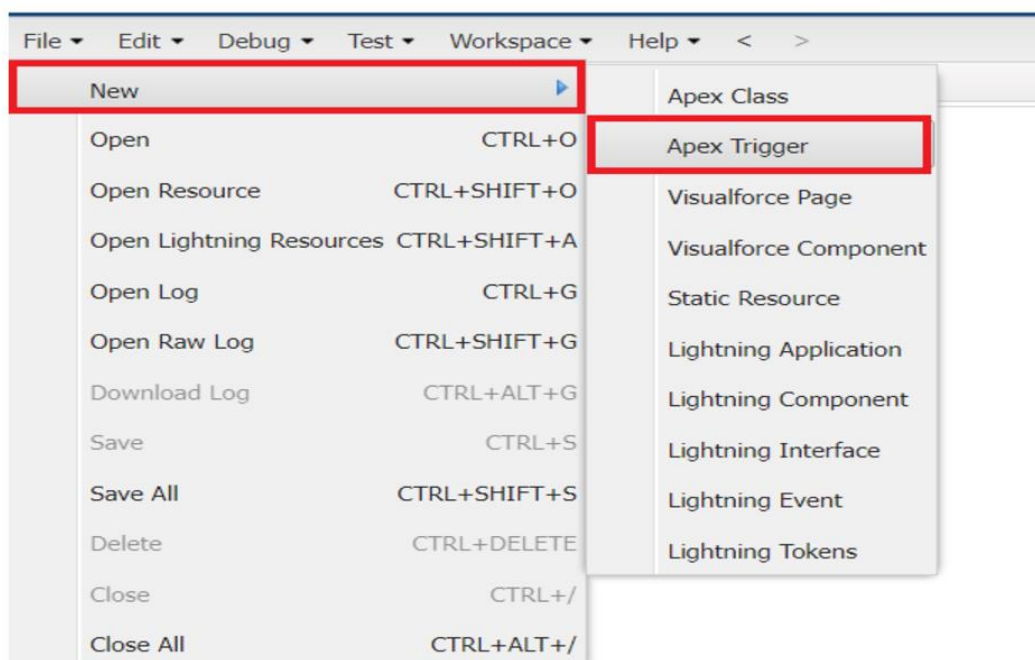 File Edit Debug Test Workspace Help < >
New
Open CTRL+O
Open Resource CTRL+SHIFT+O
Open Lightning Resources CTRL+SHIFT+A
Open Log CTRL+G
Open Raw Log CTRL+SHIFT+G
Download Log CTRL+ALT+G
Save CTRL+S
Save All CTRL+SHIFT+S
Delete CTRL+DELETE
Close CTRL+/
Close All CTRL+ALT+/
Apex Class
Apex Trigger
Visualforce Page
Visualforce Component
Static Resource
Lightning Application
Lightning Component
Lightning Interface
Lightning Event
Lightning Tokens